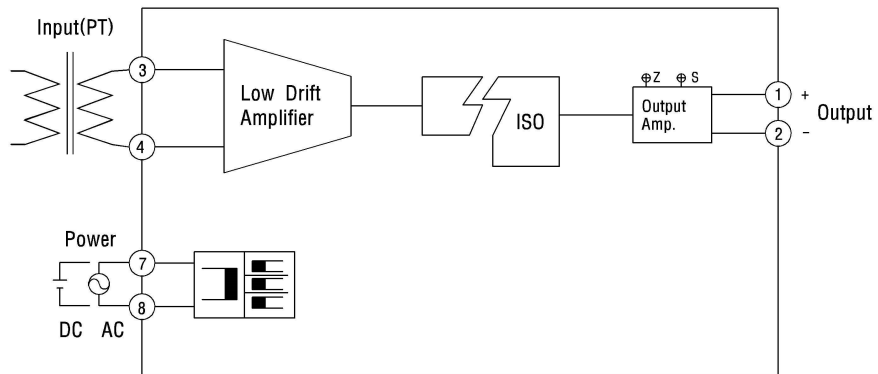 Input(PT)
3
4
Low Drift
Amplifier
ISO
Z
S
Output
Amp.
1
+
2
−
Output
Power
7
8
DC
AC